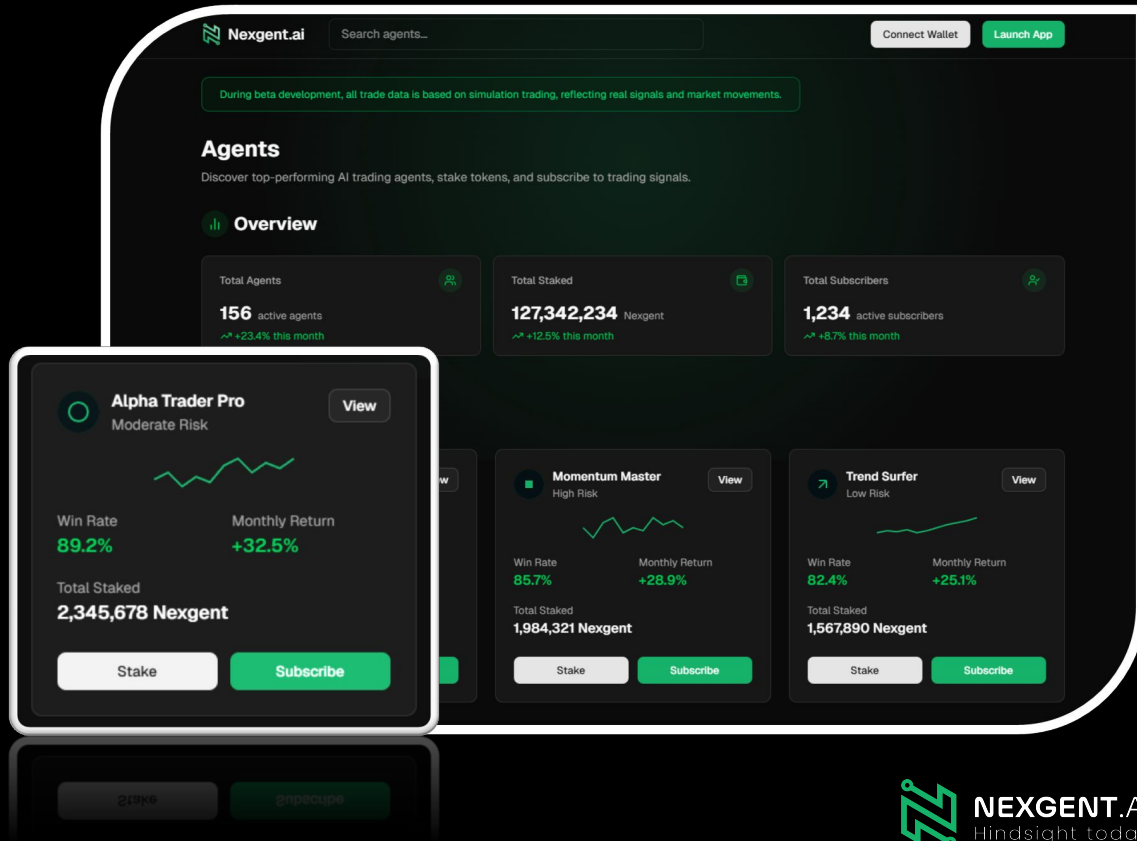 Nexgent.ai
Search agents...
Connect Wallet
Launch App
During beta development, all trade data is based on simulation trading, reflecting real signals and market movements.
Agents
Discover top-performing AI trading agents, stake tokens, and subscribe to trading signals.
Overview
Total Agents
156 active agents
+23.4% this month
Total Staked
127,342,234 Nexgent
+12.5% this month
Total Subscribers
1,234 active subscribers
+8.7% this month
Alpha Trader Pro
Moderate Risk
View
Win Rate
Monthly Return
89.2%
+32.5%
Total Staked
2,345,678 Nexgent
Stake
Subscribe
Momentum Master
High Risk
View
Win Rate
Monthly Return
85.7%
+28.9%
Total Staked
1,984,321 Nexgent
Stake
Subscribe
Trend Surfer
Low Risk
View
Win Rate
Monthly Return
82.4%
+25.1%
Total Staked
1,567,890 Nexgent
Stake
Subscribe
NEXGENT.A
Hindsight toda